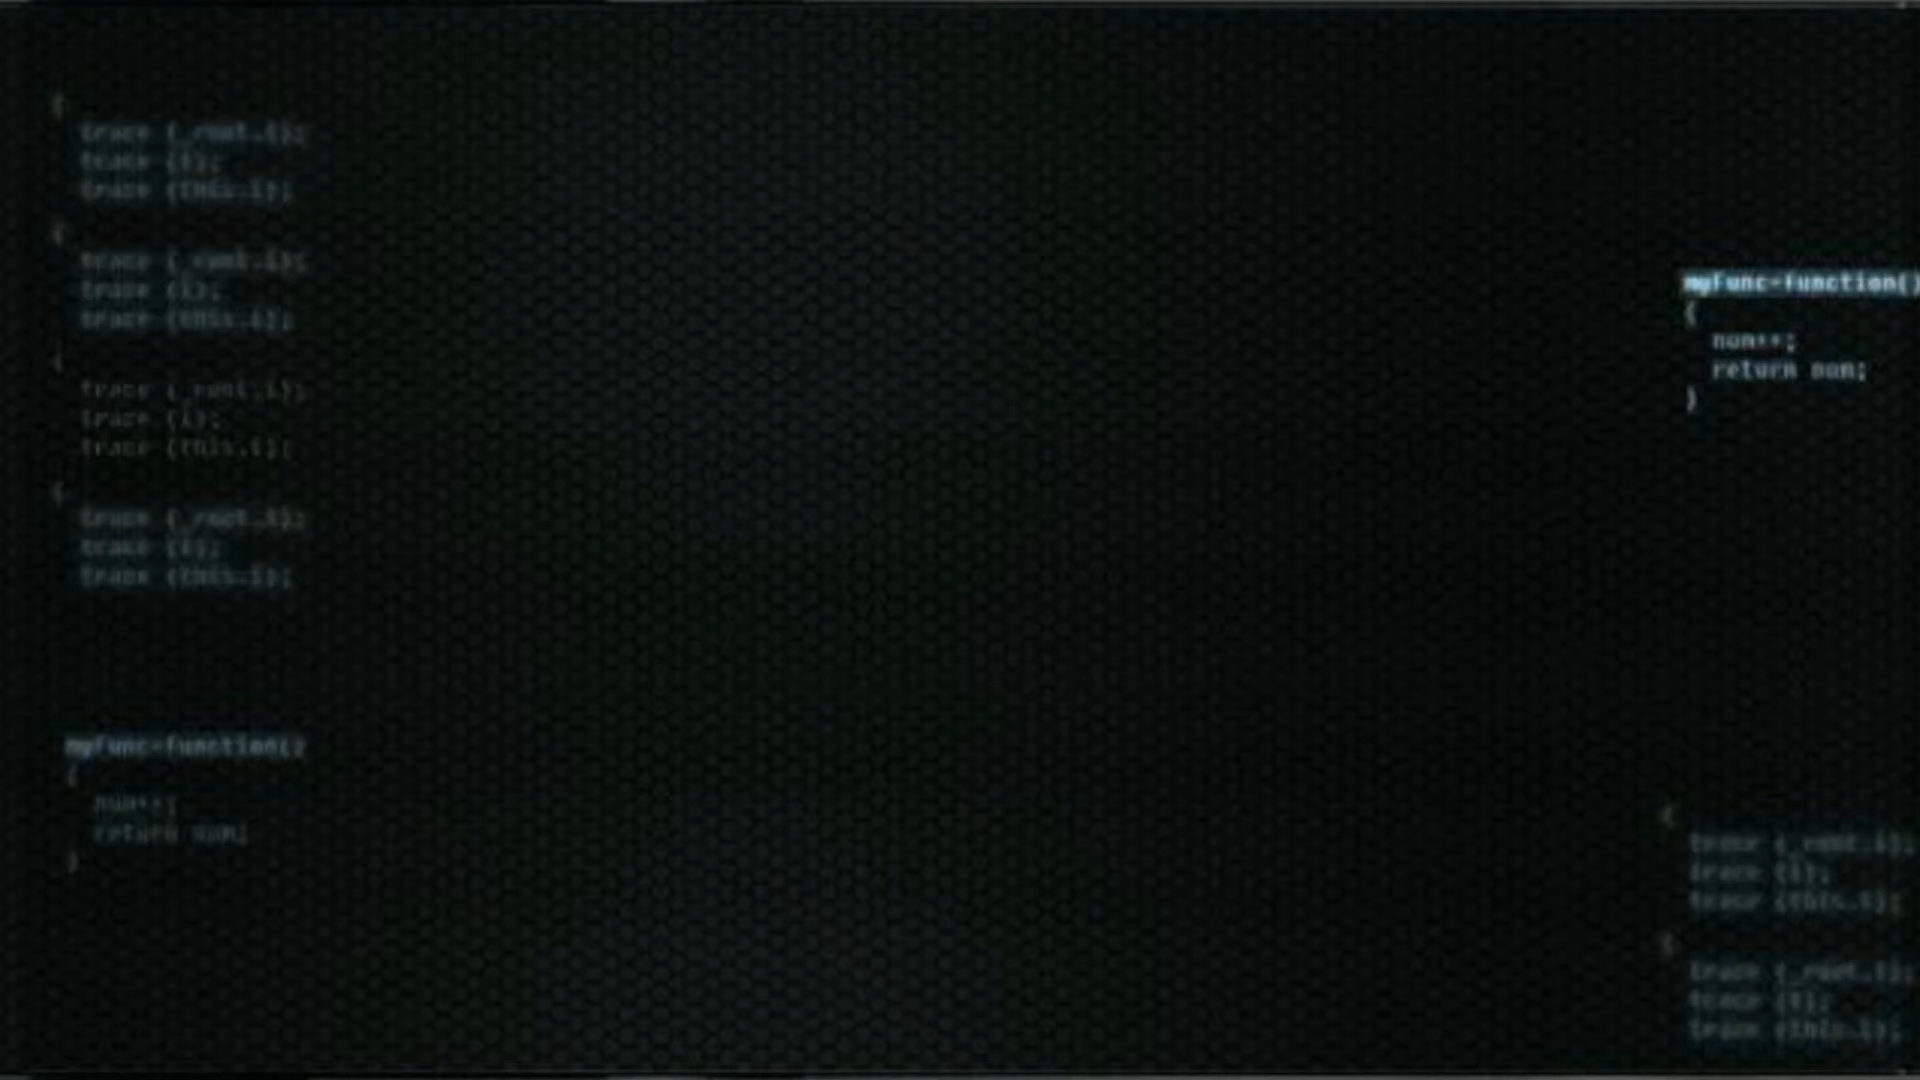 {
trace (_root.i);
trace (i);
trace (this.i);
{
trace (_root.i);
trace (i);
trace (this.i);
{
trace (_root.i);
trace (i);
trace (this.i);
{
trace (_root.i);
trace (i);
trace (this.i);
myFunc-function()
{
num++;
return num;
}
myFunc-function()
{
num++;
return num;
}
{
trace (_root.i);
trace (i);
trace (this.i);
{
trace (_root.i);
trace (i);
trace (this.i);